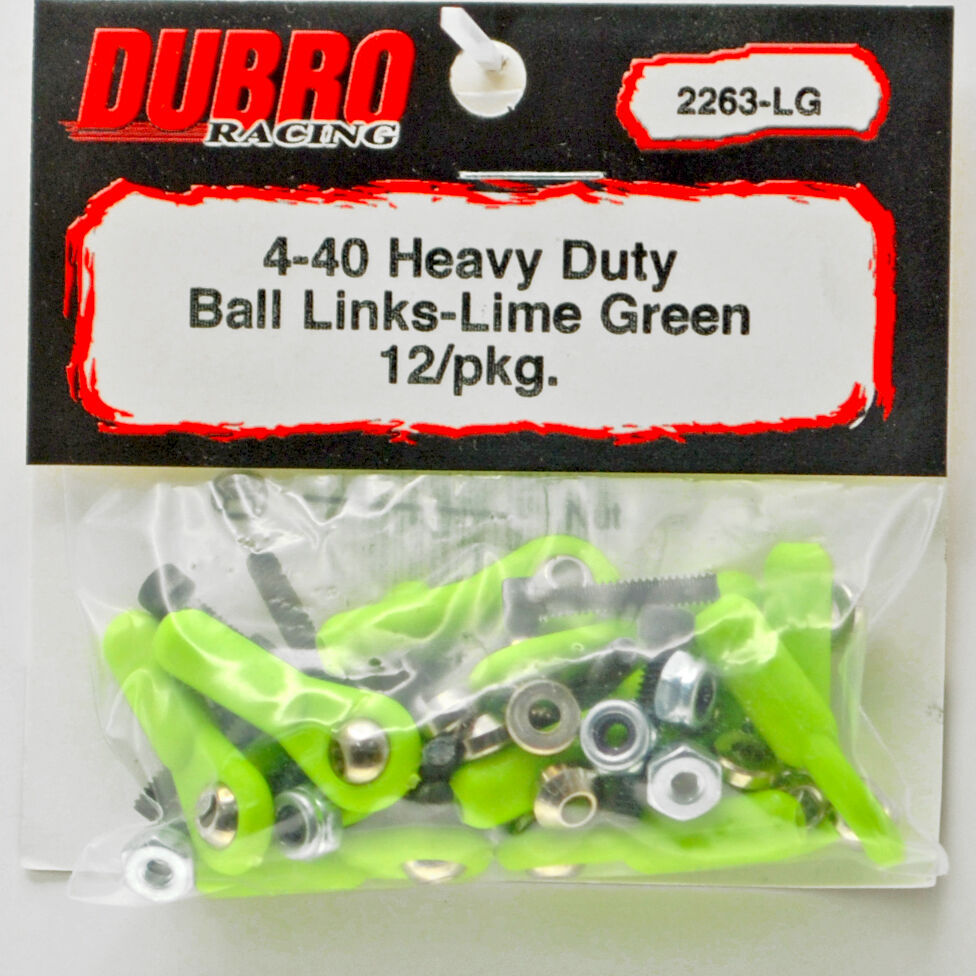 DUBRO
RACING
2263-LG
4-40 Heavy Duty
Ball Links-Lime Green
12/pkg.